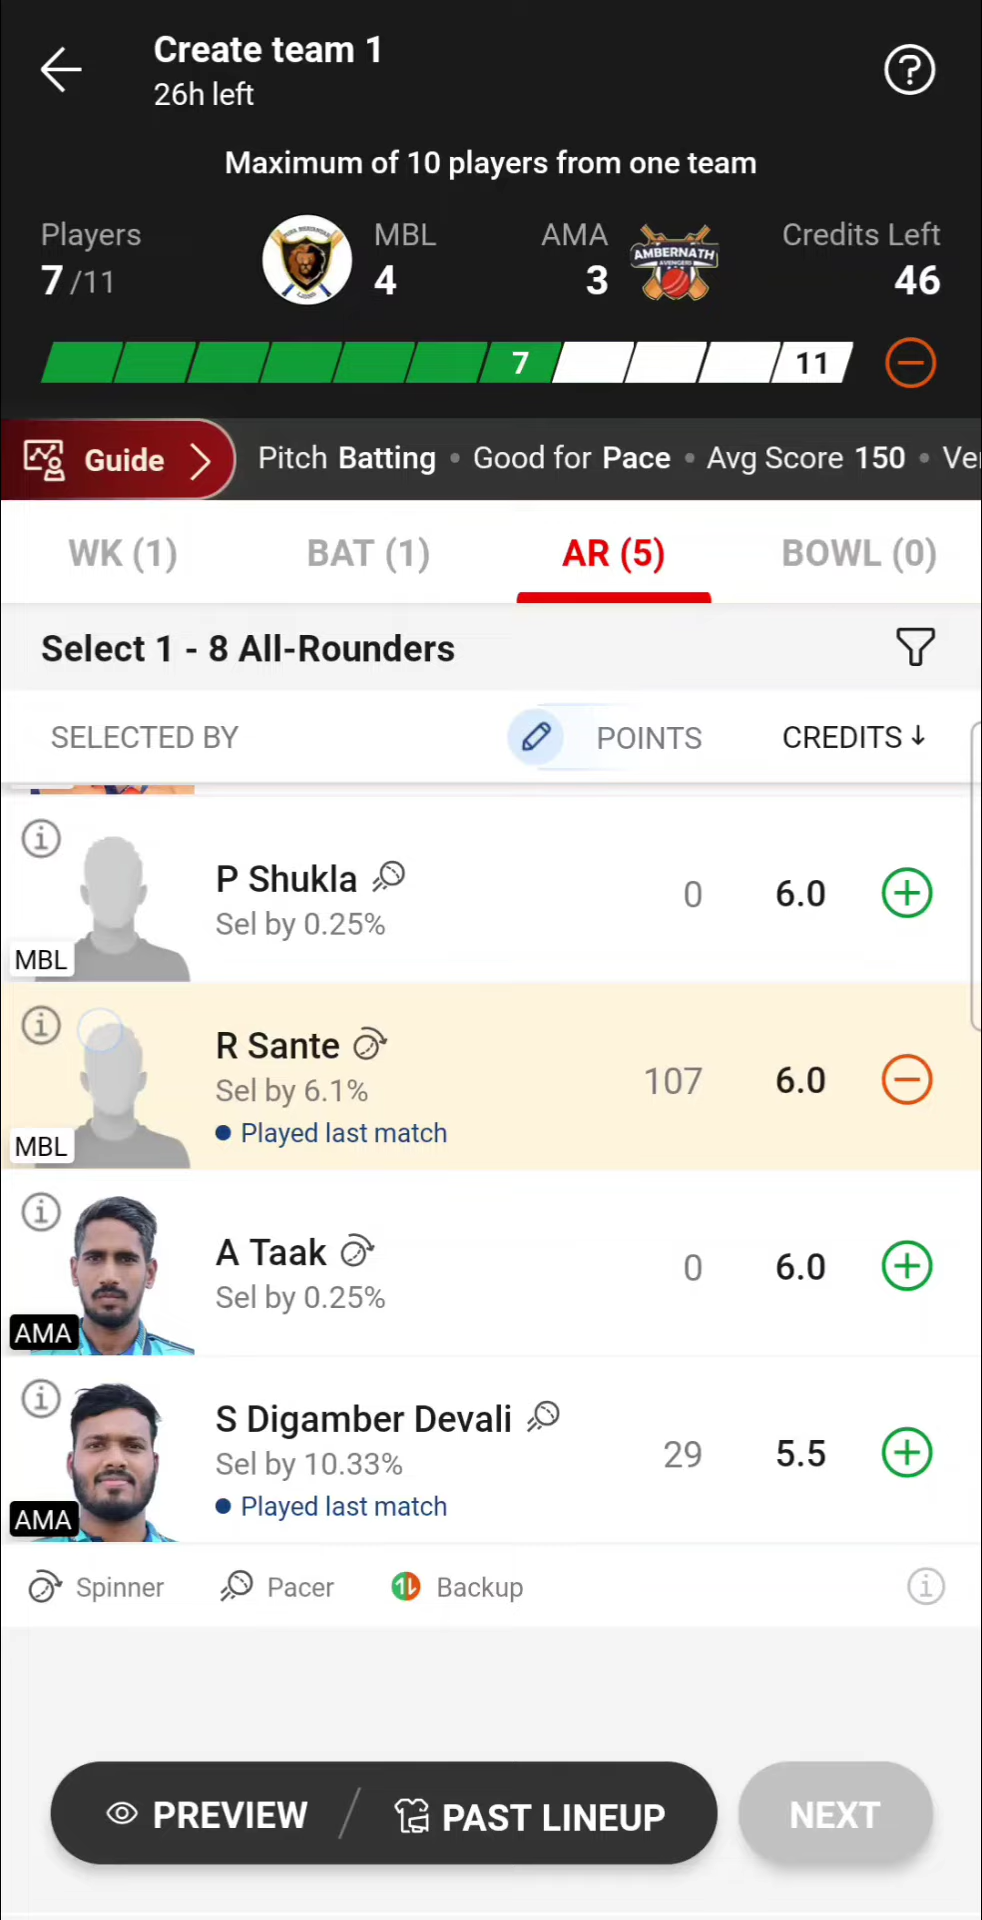 Create team 1
26h left
Maximum of 10 players from one team
Players MBL AMA Credits Left
7 /11 4 3 46
AMBERNATH
AVENGERS
7 11
Guide Pitch Batting • Good for Pace • Avg Score 150 • Ve
WK (1) BAT (1) AR (5) BOWL (0)
Select 1 - 8 All-Rounders
SELECTED BY POINTS CREDITS ↓
P Shukla 0 6.0
Sel by 0.25%
MBL
R Sante 107 6.0
Sel by 6.1%
• Played last match
MBL
A Taak 0 6.0
Sel by 0.25%
AMA
S Digamber Devali 29 5.5
Sel by 10.33%
• Played last match
AMA
Spinner Pacer Backup
PREVIEW / PAST LINEUP NEXT